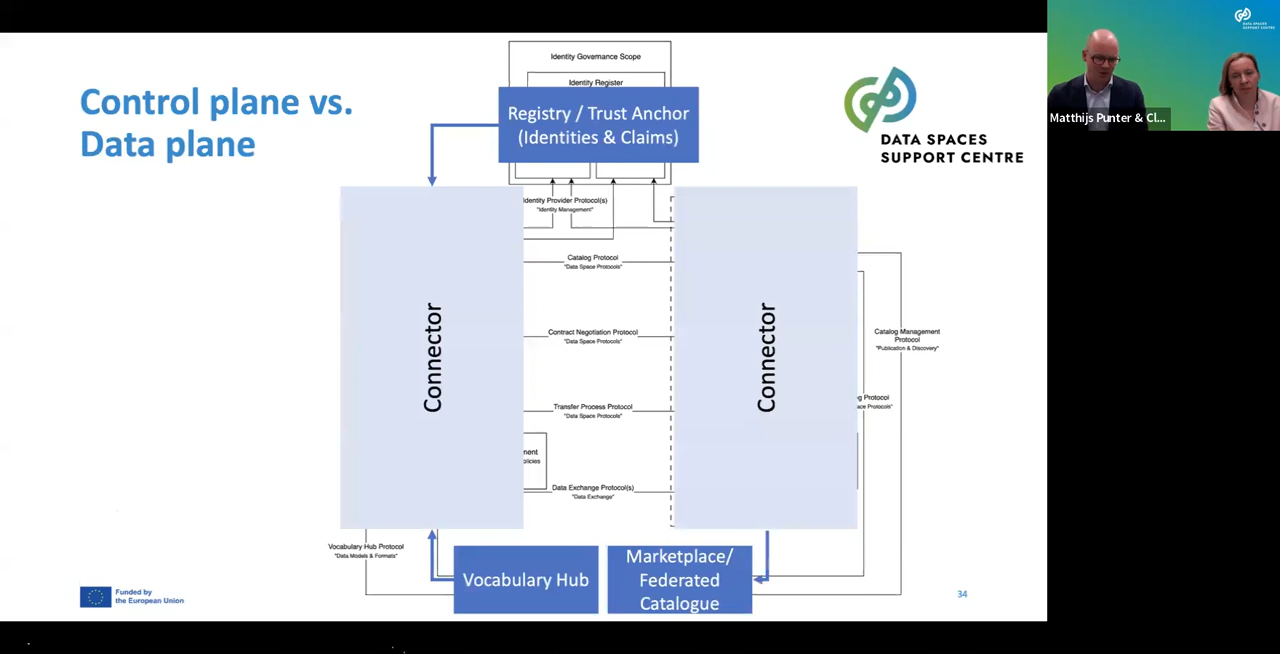 Control plane vs.
Data plane
Identity Governance Scope
Identity Register
Registry / Trust Anchor
(Identities & Claims)
DATA SPACES
SUPPORT CENTRE
Identity Provider Protocol(s)
"Identity Management"
Catalog Protocol
"Data Space Protocols"
Connector
Connector
Contract Negotiation Protocol
"Data Space Protocols"
Catalog Management
Protocol
"Publication & Discovery"
Transfer Process Protocol
"Data Space Protocols"
g Protocol
ace Protocols"
ment
olicies
Data Exchange Protocol(s)
"Data Exchange"
Vocabulary Hub Protocol
"Data Models & Formats"
Vocabulary Hub
Marketplace/
Federated
Catalogue
Funded by
the European Union
34
DATA SPACES
SUPPORT CENTRE
Matthijs Punter & Cl...